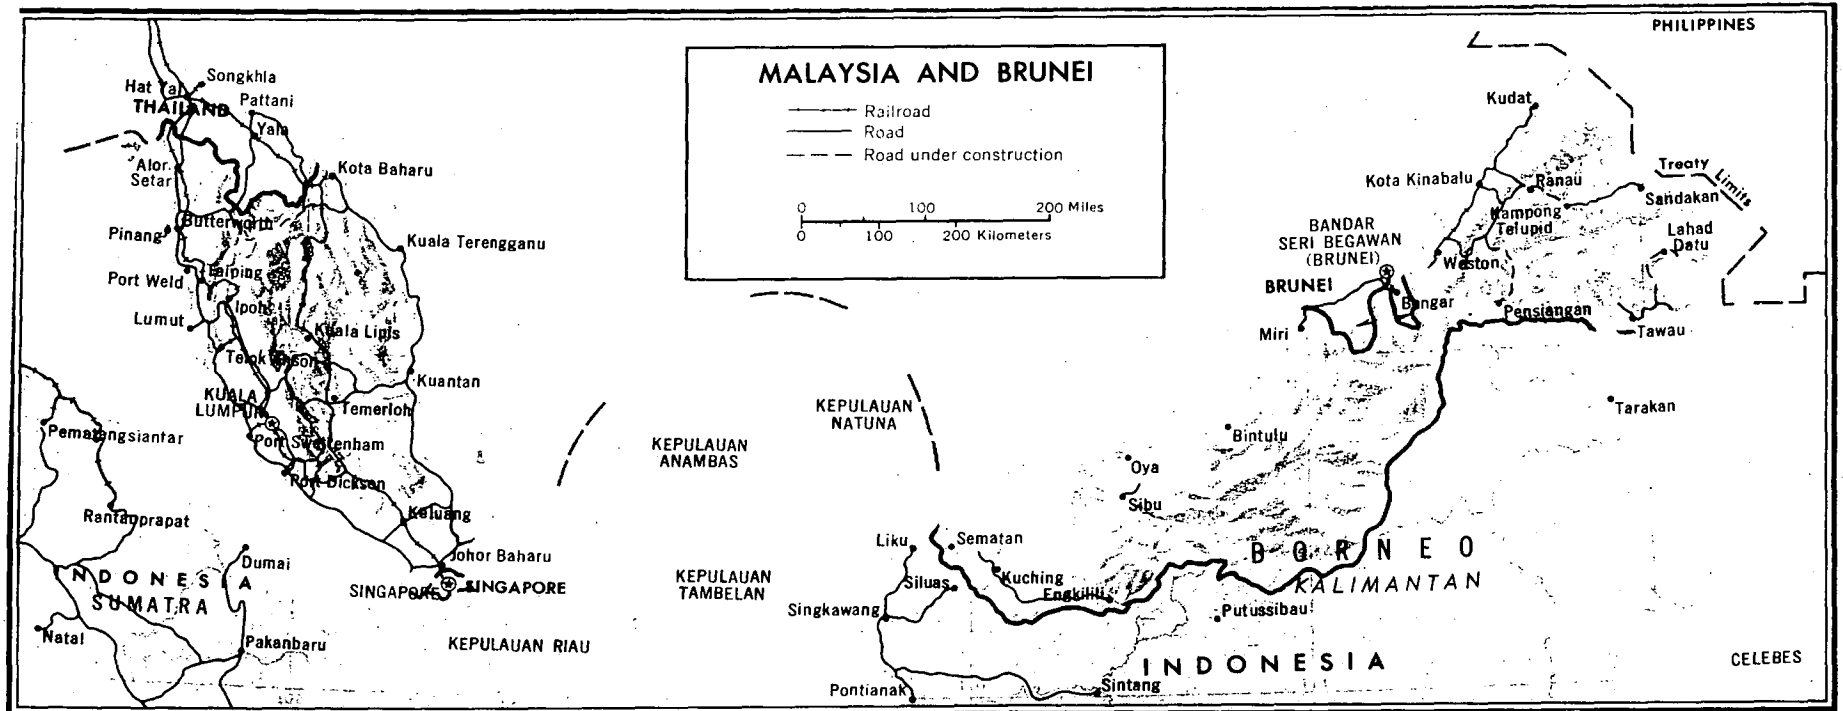 MALAYSIA AND BRUNEI
Railroad
Road
Road under construction
0 100 200 Miles
0 100 200 Kilometers
PHILIPPINES
Hat Yai
Songkhla
THAILAND
Pattani
Yala
Alor
Setar
Kota Baharu
Butterworth
Pinang
Kuala Terengganu
Port Weld
Taiping
Ipoh
Lumut
Kuala Lipis
Telok Anson
Kuantan
KUALA
LUMPUR
Temerloh
Pematangsiantar
Port Swettenham
Port Dickson
Rantauprapat
Keluang
Dumai
Johor Baharu
INDONESIA
SUMATRA
SINGAPORE
SINGAPORE
Natal
Pakanbaru
KEPULAUAN RIAU
KEPULAUAN
ANAMBAS
KEPULAUAN
NATUNA
KEPULAUAN
TAMBELAN
Kudat
Kota Kinabalu
Ranau
Treaty
Limits
Sandakan
Kampong
Telupid
BANDAR
SERI BEGAWAN
(BRUNEI)
Lahad
Datu
Weston
BRUNEI
Bangar
Pensiangan
Miri
Tawau
Tarakan
Bintulu
Oya
Sibu
Liku
Sematan
BORNEO
Siluas
Kuching
KALIMANTAN
Engkilili
Singkawang
Putussibau
INDONESIA
CELEBES
Pontianak
Sintang